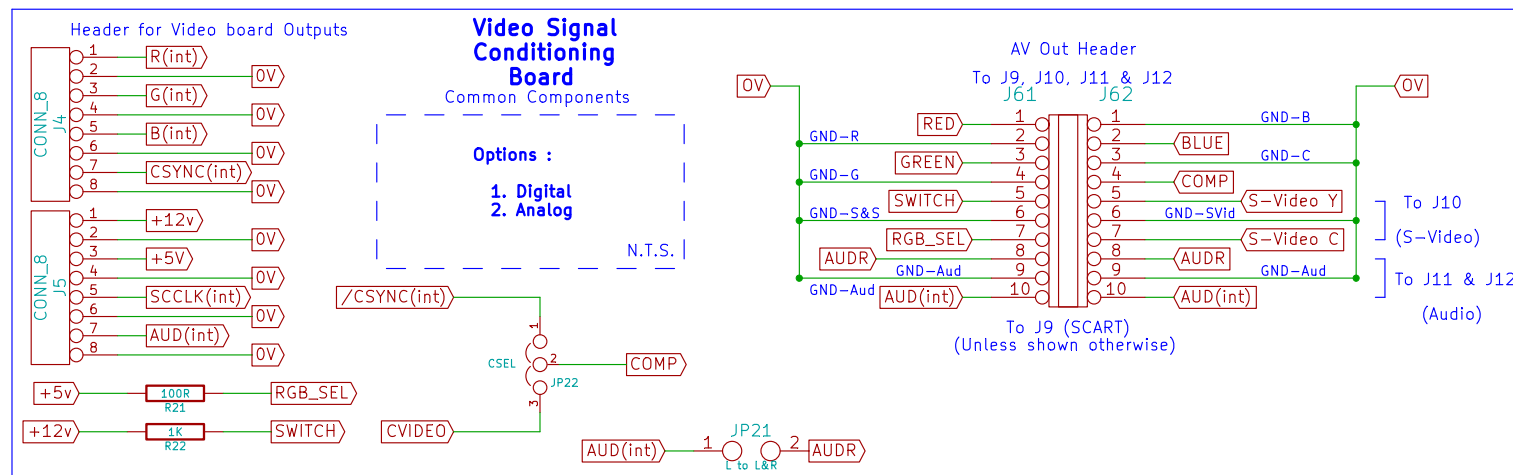 Header for Video board Outputs
CONN_8
J4
1 R(int)
2 0V
3 G(int)
4 0V
5 B(int)
6 0V
7 CSYNC(int)
8 0V
CONN_8
J5
1 +12v
2 0V
3 +5V
4 0V
5 SCCLK(int)
6 0V
7 AUD(int)
8 0V
+5v 100R RGB_SEL
R21
+12v 1K SWITCH
R22
Video Signal
Conditioning
Board
Common Components
Options :
1. Digital
2. Analog
N.T.S.
/CSYNC(int)
1
CSEL 2 COMP
JP22
3
CVIDEO
AUD(int) 1 JP21 2 AUDR
L to L&R
AV Out Header
To J9, J10, J11 & J12
J61 J62
0V 0V
RED 1 1 GND-B
GND-R 2 2 BLUE
GREEN 3 3 GND-C
GND-G 4 4 COMP
SWITCH 5 5 S-Video Y
GND-S&S 6 6 GND-SVid
RGB_SEL 7 7 S-Video C
AUDR 8 8 AUDR
GND-Aud 9 9 GND-Aud
GND-Aud
AUD(int) 10 10 AUD(int)
To J10
(S-Video)
To J11 & J12
(Audio)
To J9 (SCART)
(Unless shown otherwise)